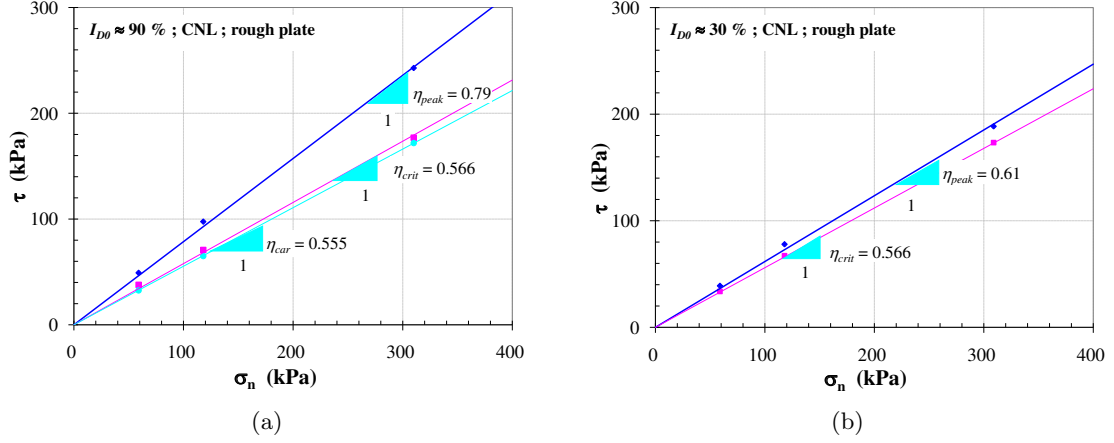 I_D0 ≈ 90 % ; CNL ; rough plate
300
200
100
0
τ (kPa)
η_peak = 0.79
1
η_crit = 0.566
1
η_car = 0.555
1
0 100 200 300 400
σ_n (kPa)
(a)
I_D0 ≈ 30 % ; CNL ; rough plate
300
200
100
0
τ (kPa)
η_peak = 0.61
1
η_crit = 0.566
1
0 100 200 300 400
σ_n (kPa)
(b)